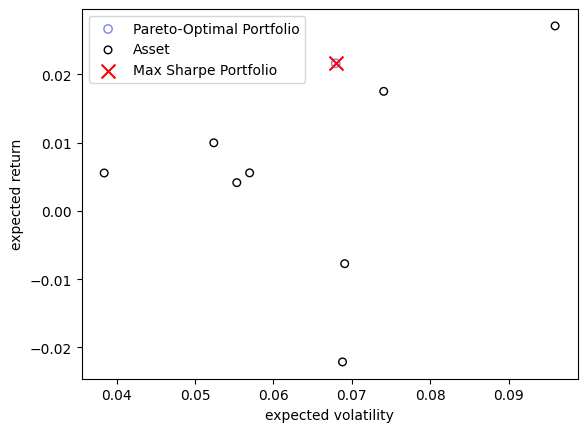 Pareto-Optimal Portfolio
Asset
Max Sharpe Portfolio
0.02
0.01
0.00
−0.01
−0.02
expected return
0.04 0.05 0.06 0.07 0.08 0.09
expected volatility